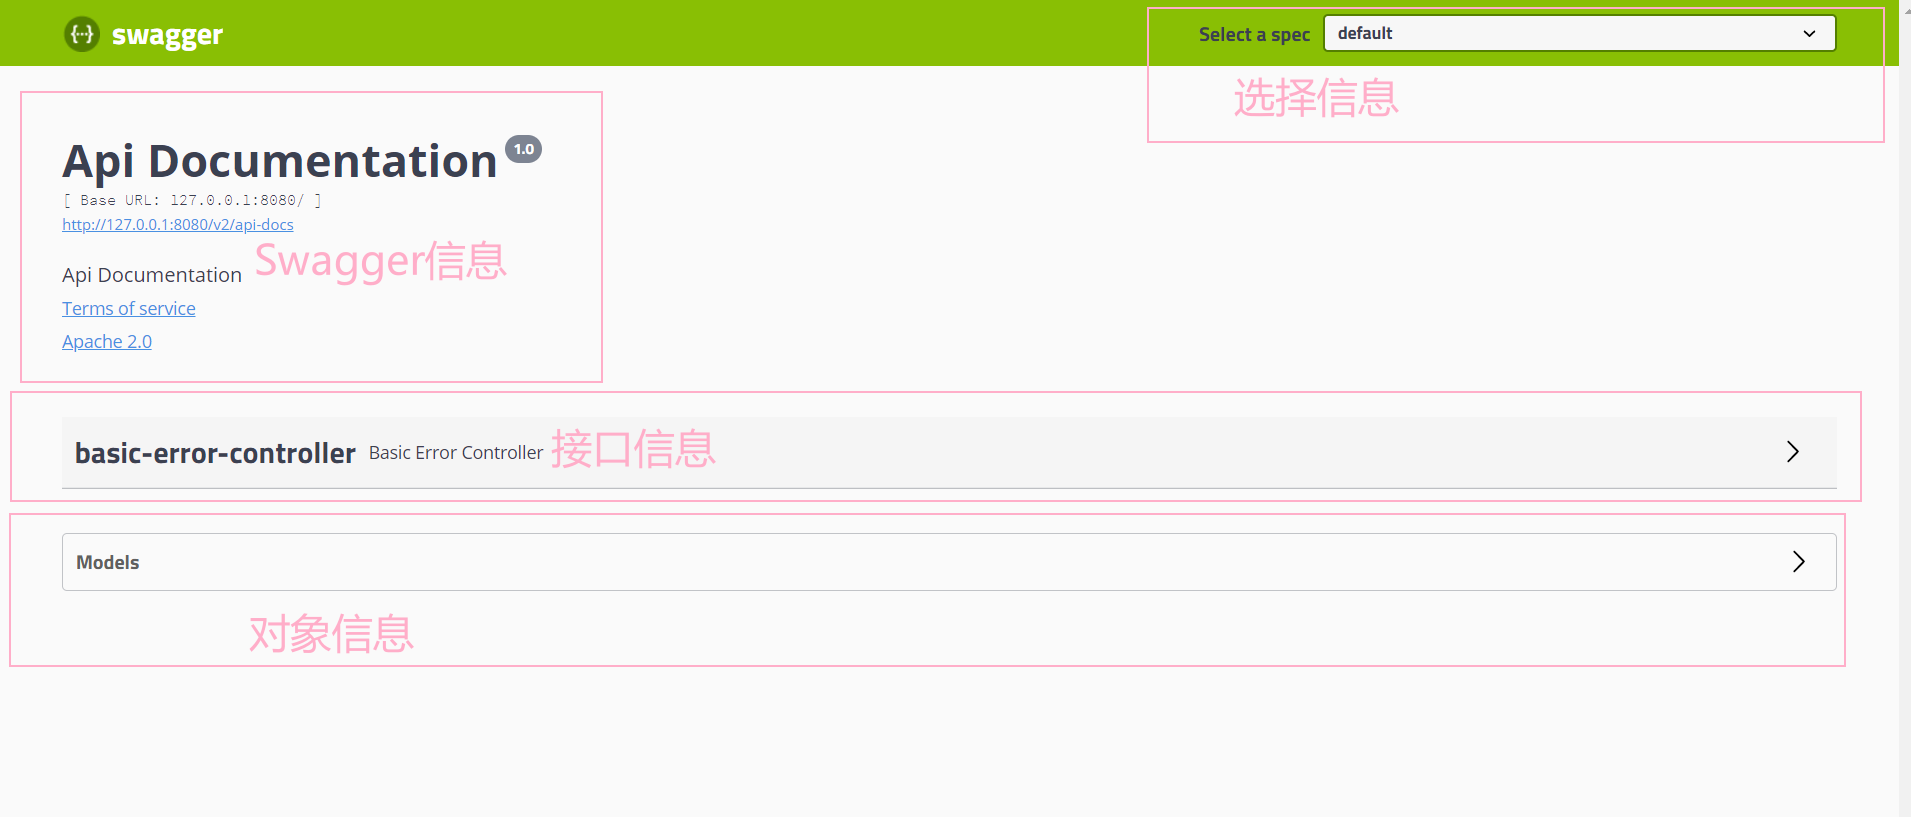 swagger
Select a spec
default
选择信息
Api Documentation 1.0
[ Base URL: 127.0.0.1:8080/ ]
http://127.0.0.1:8080/v2/api-docs
Swagger信息
Api Documentation
Terms of service
Apache 2.0
basic-error-controller Basic Error Controller 接口信息
Models
对象信息